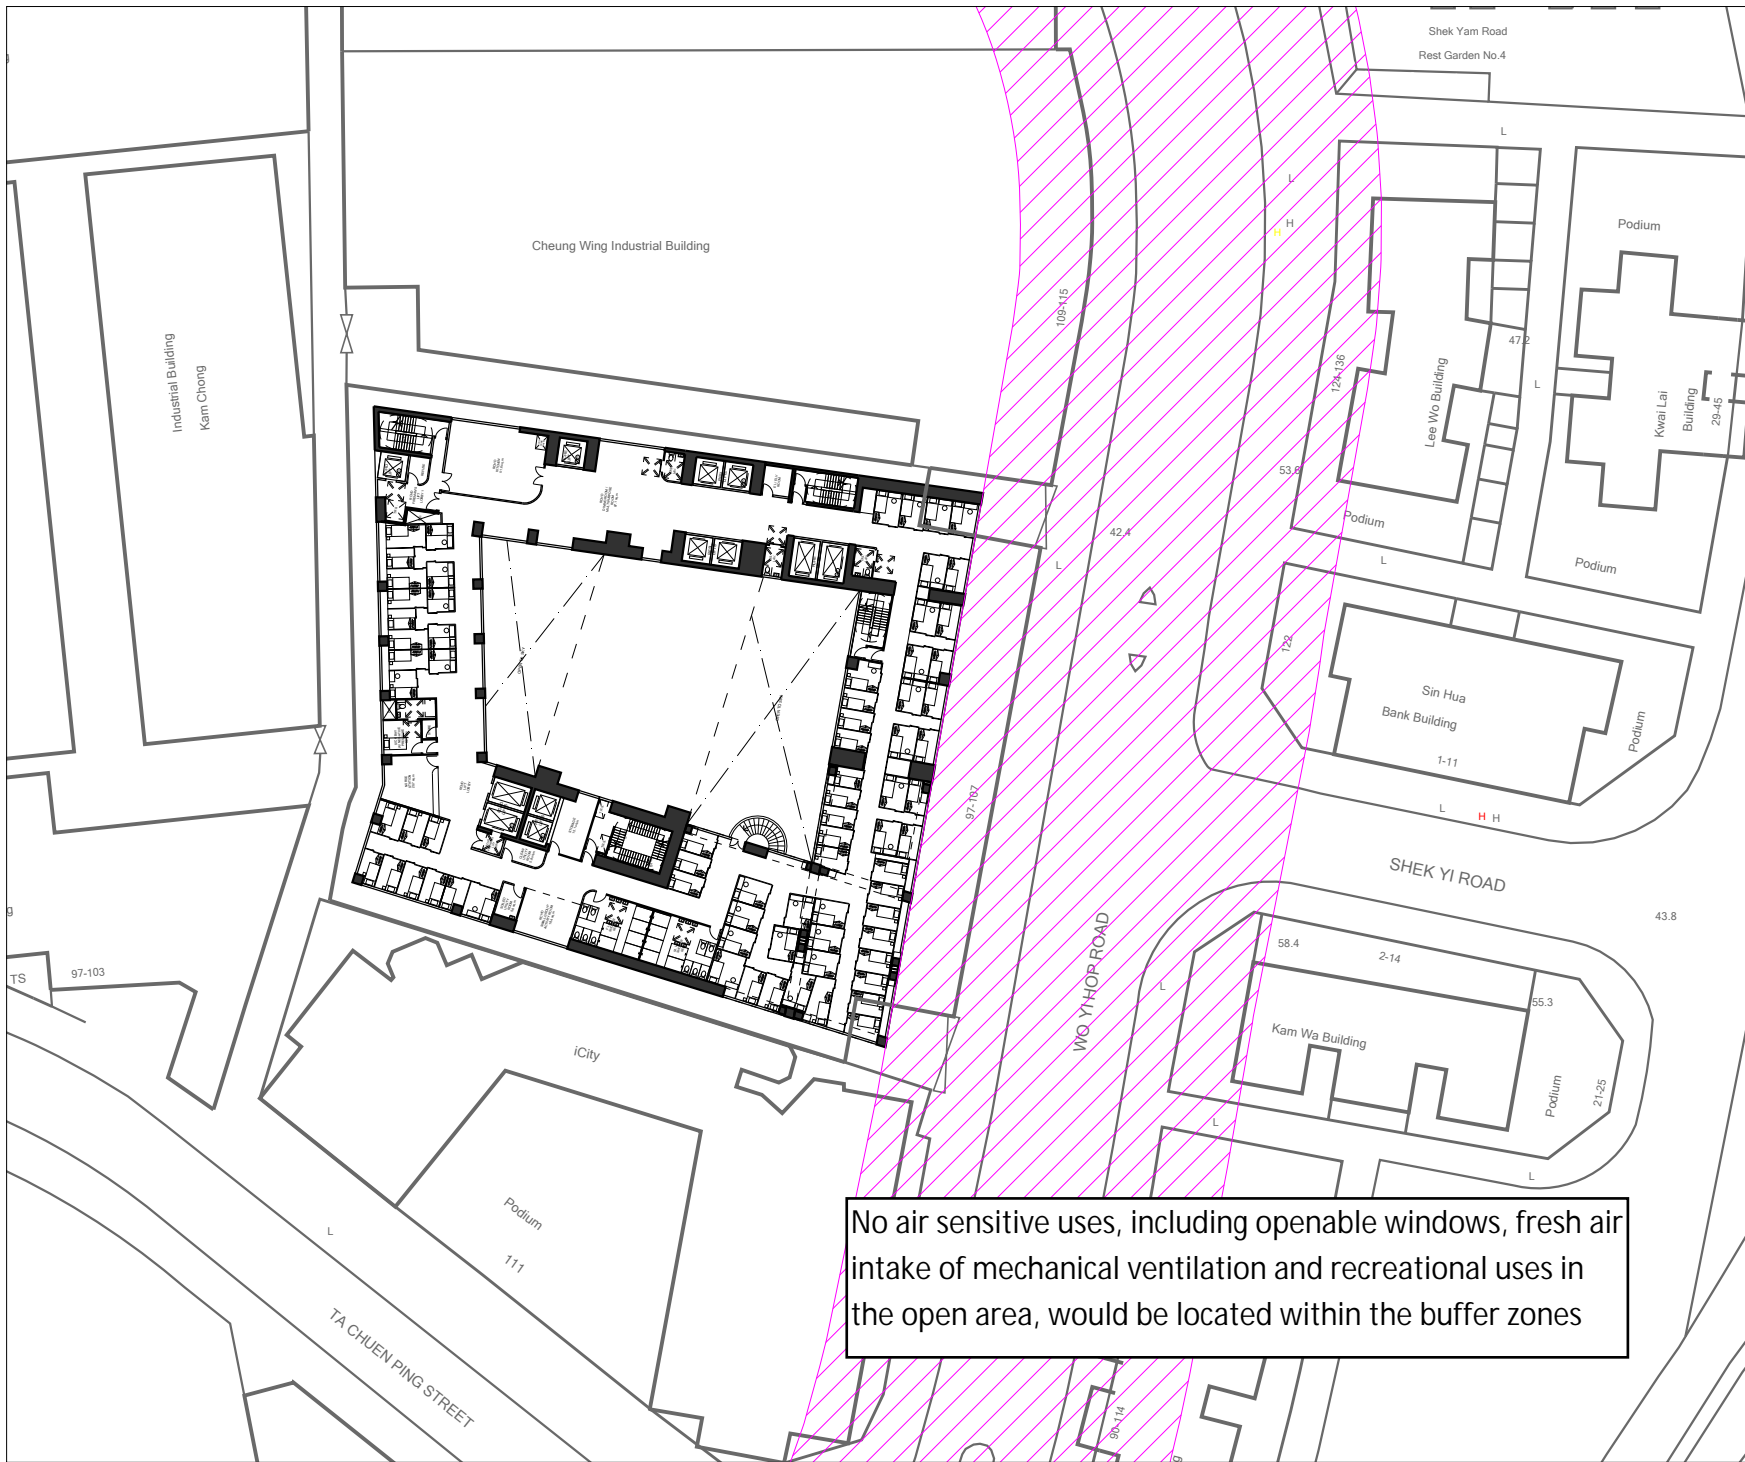 Shek Yam Road
Rest Garden No.4
L
L
H
H
Podium
Cheung Wing Industrial Building
109-115
Industrial Building
Kam Chong
47.2
124-136
Lee Wo Building
L
Kwai Lai
Building
29-45
53.6
Podium
42.4
L
L
Podium
122
Sin Hua
Bank Building
Podium
1-11
97-107
L
H
H
SHEK YI ROAD
43.8
WO YI HOP ROAD
58.4
2-14
TS
97-103
L
55.3
Kam Wa Building
iCity
Podium
21-25
L
L
Podium
111
L
No air sensitive uses, including openable windows, fresh air
intake of mechanical ventilation and recreational uses in
the open area, would be located within the buffer zones
TA CHUEN PING STREET
90-114